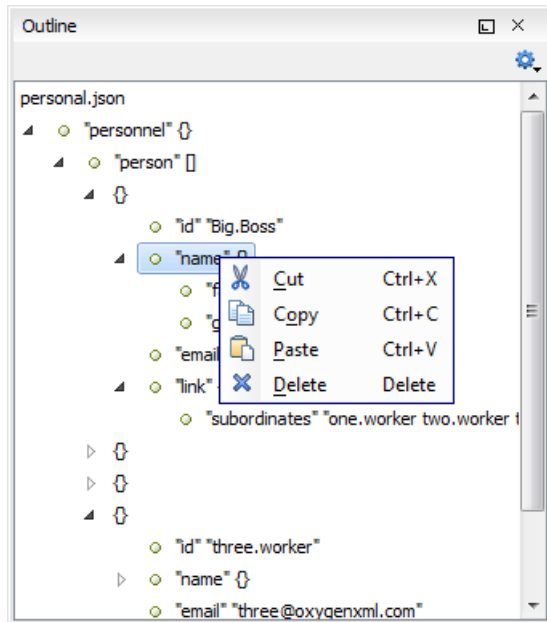 Outline
personal.json
"personnel" {}
"person" []
{}
"id" "Big.Boss"
"name" {}
Cut Ctrl+X
"f
Copy Ctrl+C
"g
Paste Ctrl+V
"email
Delete Delete
"link"
"subordinates" "one.worker two.worker t
{}
{}
{}
"id" "three.worker"
"name" {}
"email" "three@oxygenxml.com"